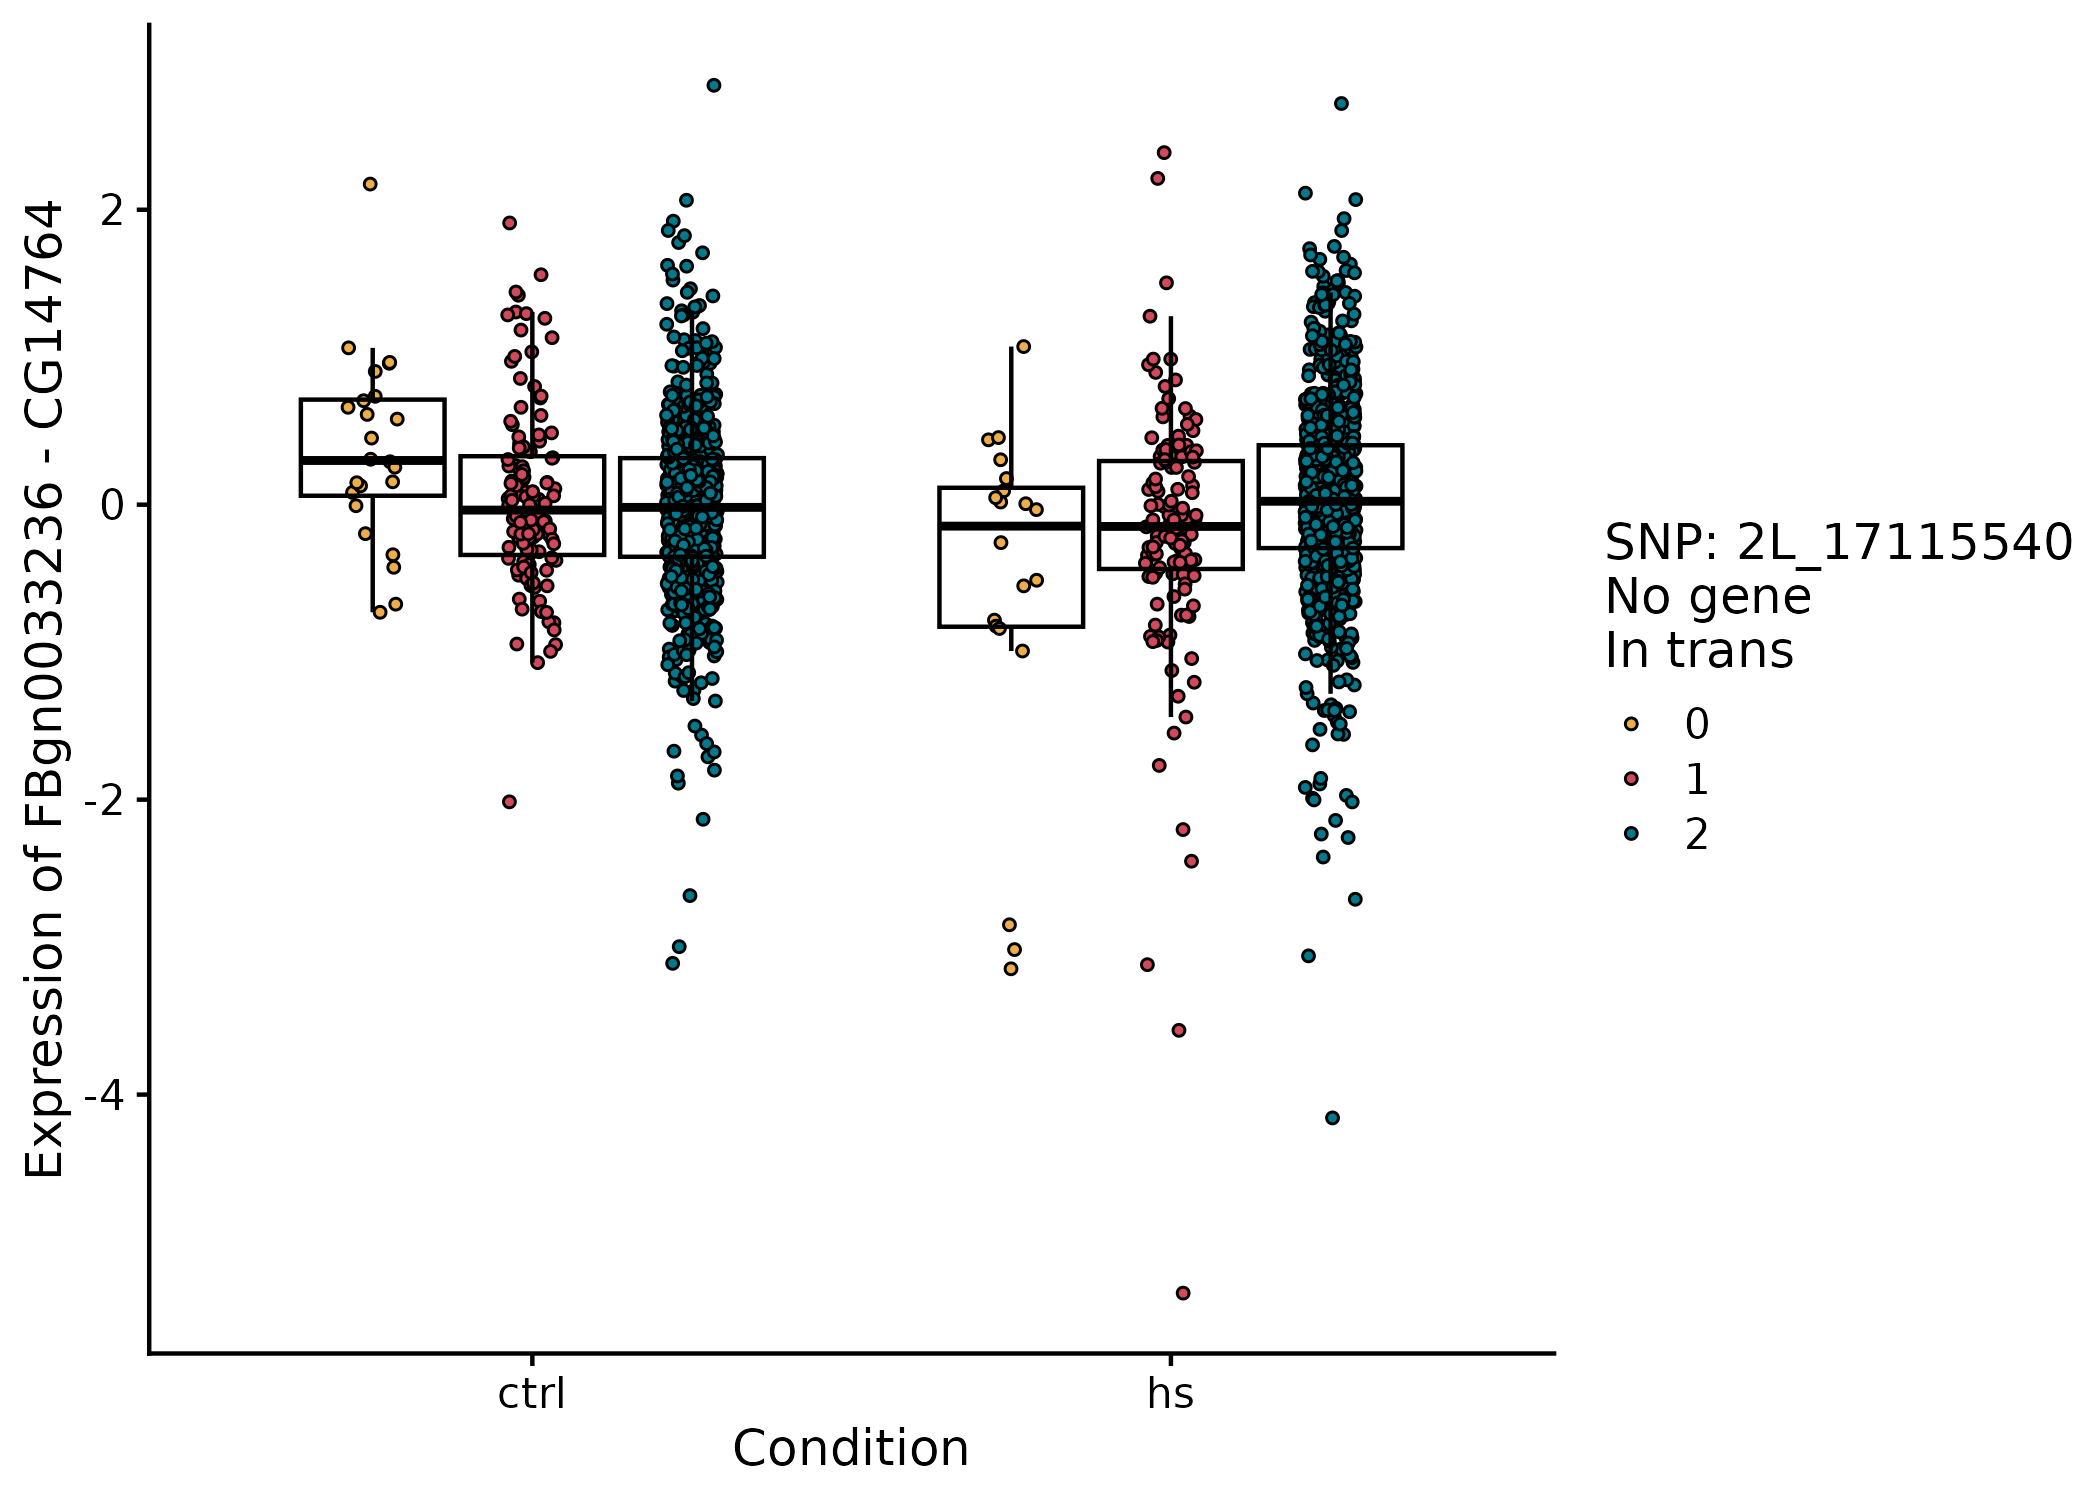 Expression of FBgn0033236 - CG14764
2
0
-2
-4
ctrl
hs
Condition
SNP: 2L_17115540
No gene
In trans
0
1
2